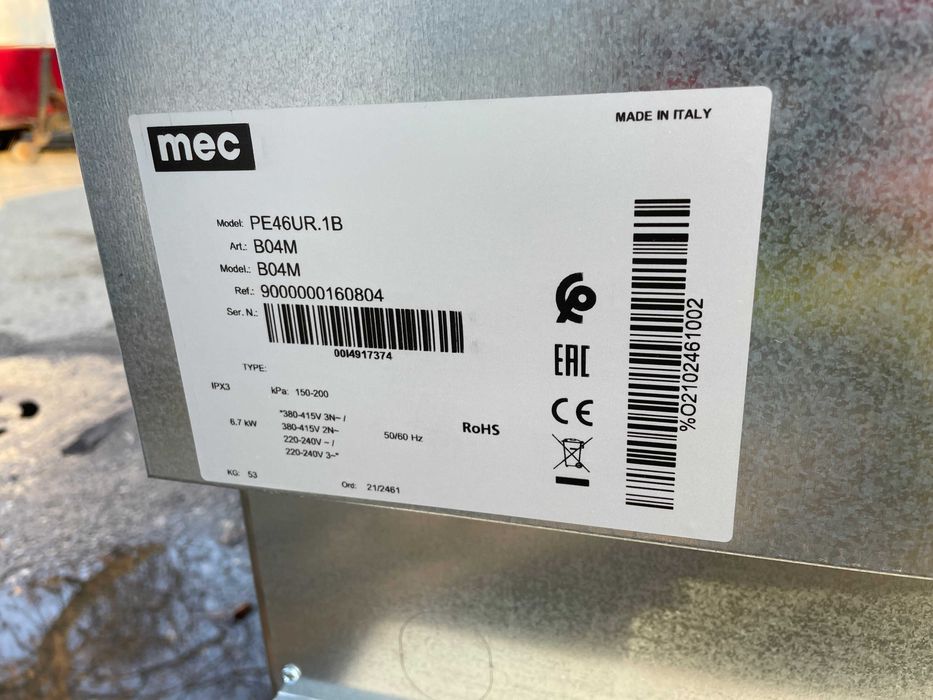 mec
MADE IN ITALY
Model: PE46UR.1B
Art.: B04M
Model.: B04M
Ref.: 9000000160804
Ser. N.:
00I4917374
TYPE:
IPX3 kPa: 150-200
6.7 kW
"380-415V 3N~ /
380-415V 2N~
220-240V ~ /
220-240V 3~"
50/60 Hz
RoHS
KG: 53
Ord: 21/2461
EAC
CE
%O2102461002